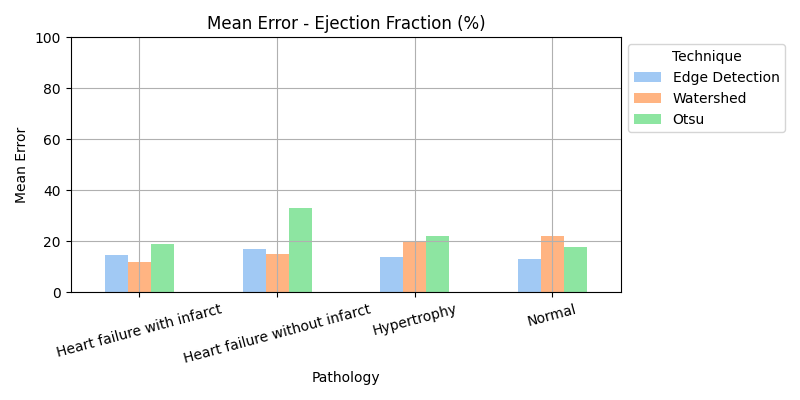 Mean Error - Ejection Fraction (%)
100
80
60
40
20
0
Mean Error
Heart failure with infarct
Heart failure without infarct
Hypertrophy
Normal
Pathology
Technique
Edge Detection
Watershed
Otsu